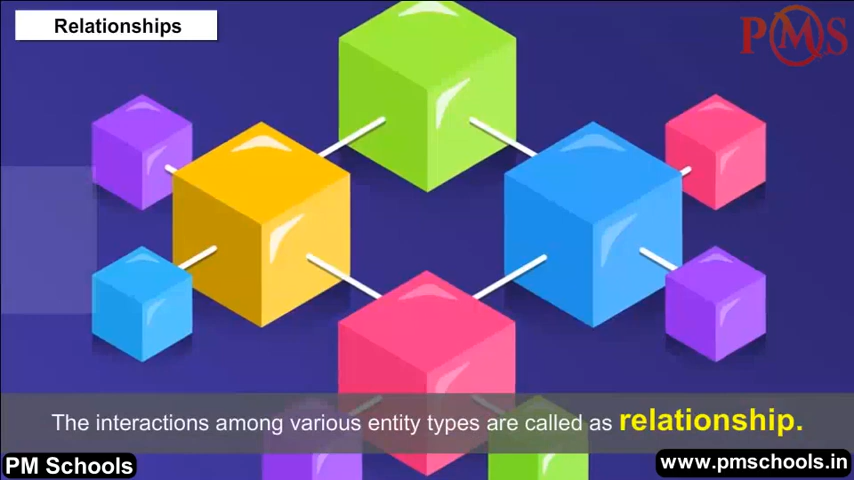 Relationships
PMS
The interactions among various entity types are called as relationship.
PM Schools
www.pmschools.in